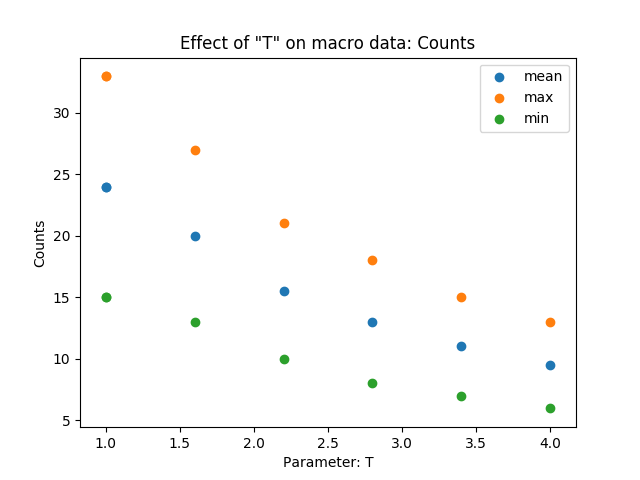 Effect of "T" on macro data: Counts
mean
max
min
Counts
30
25
20
15
10
5
1.0 1.5 2.0 2.5 3.0 3.5 4.0
Parameter: T